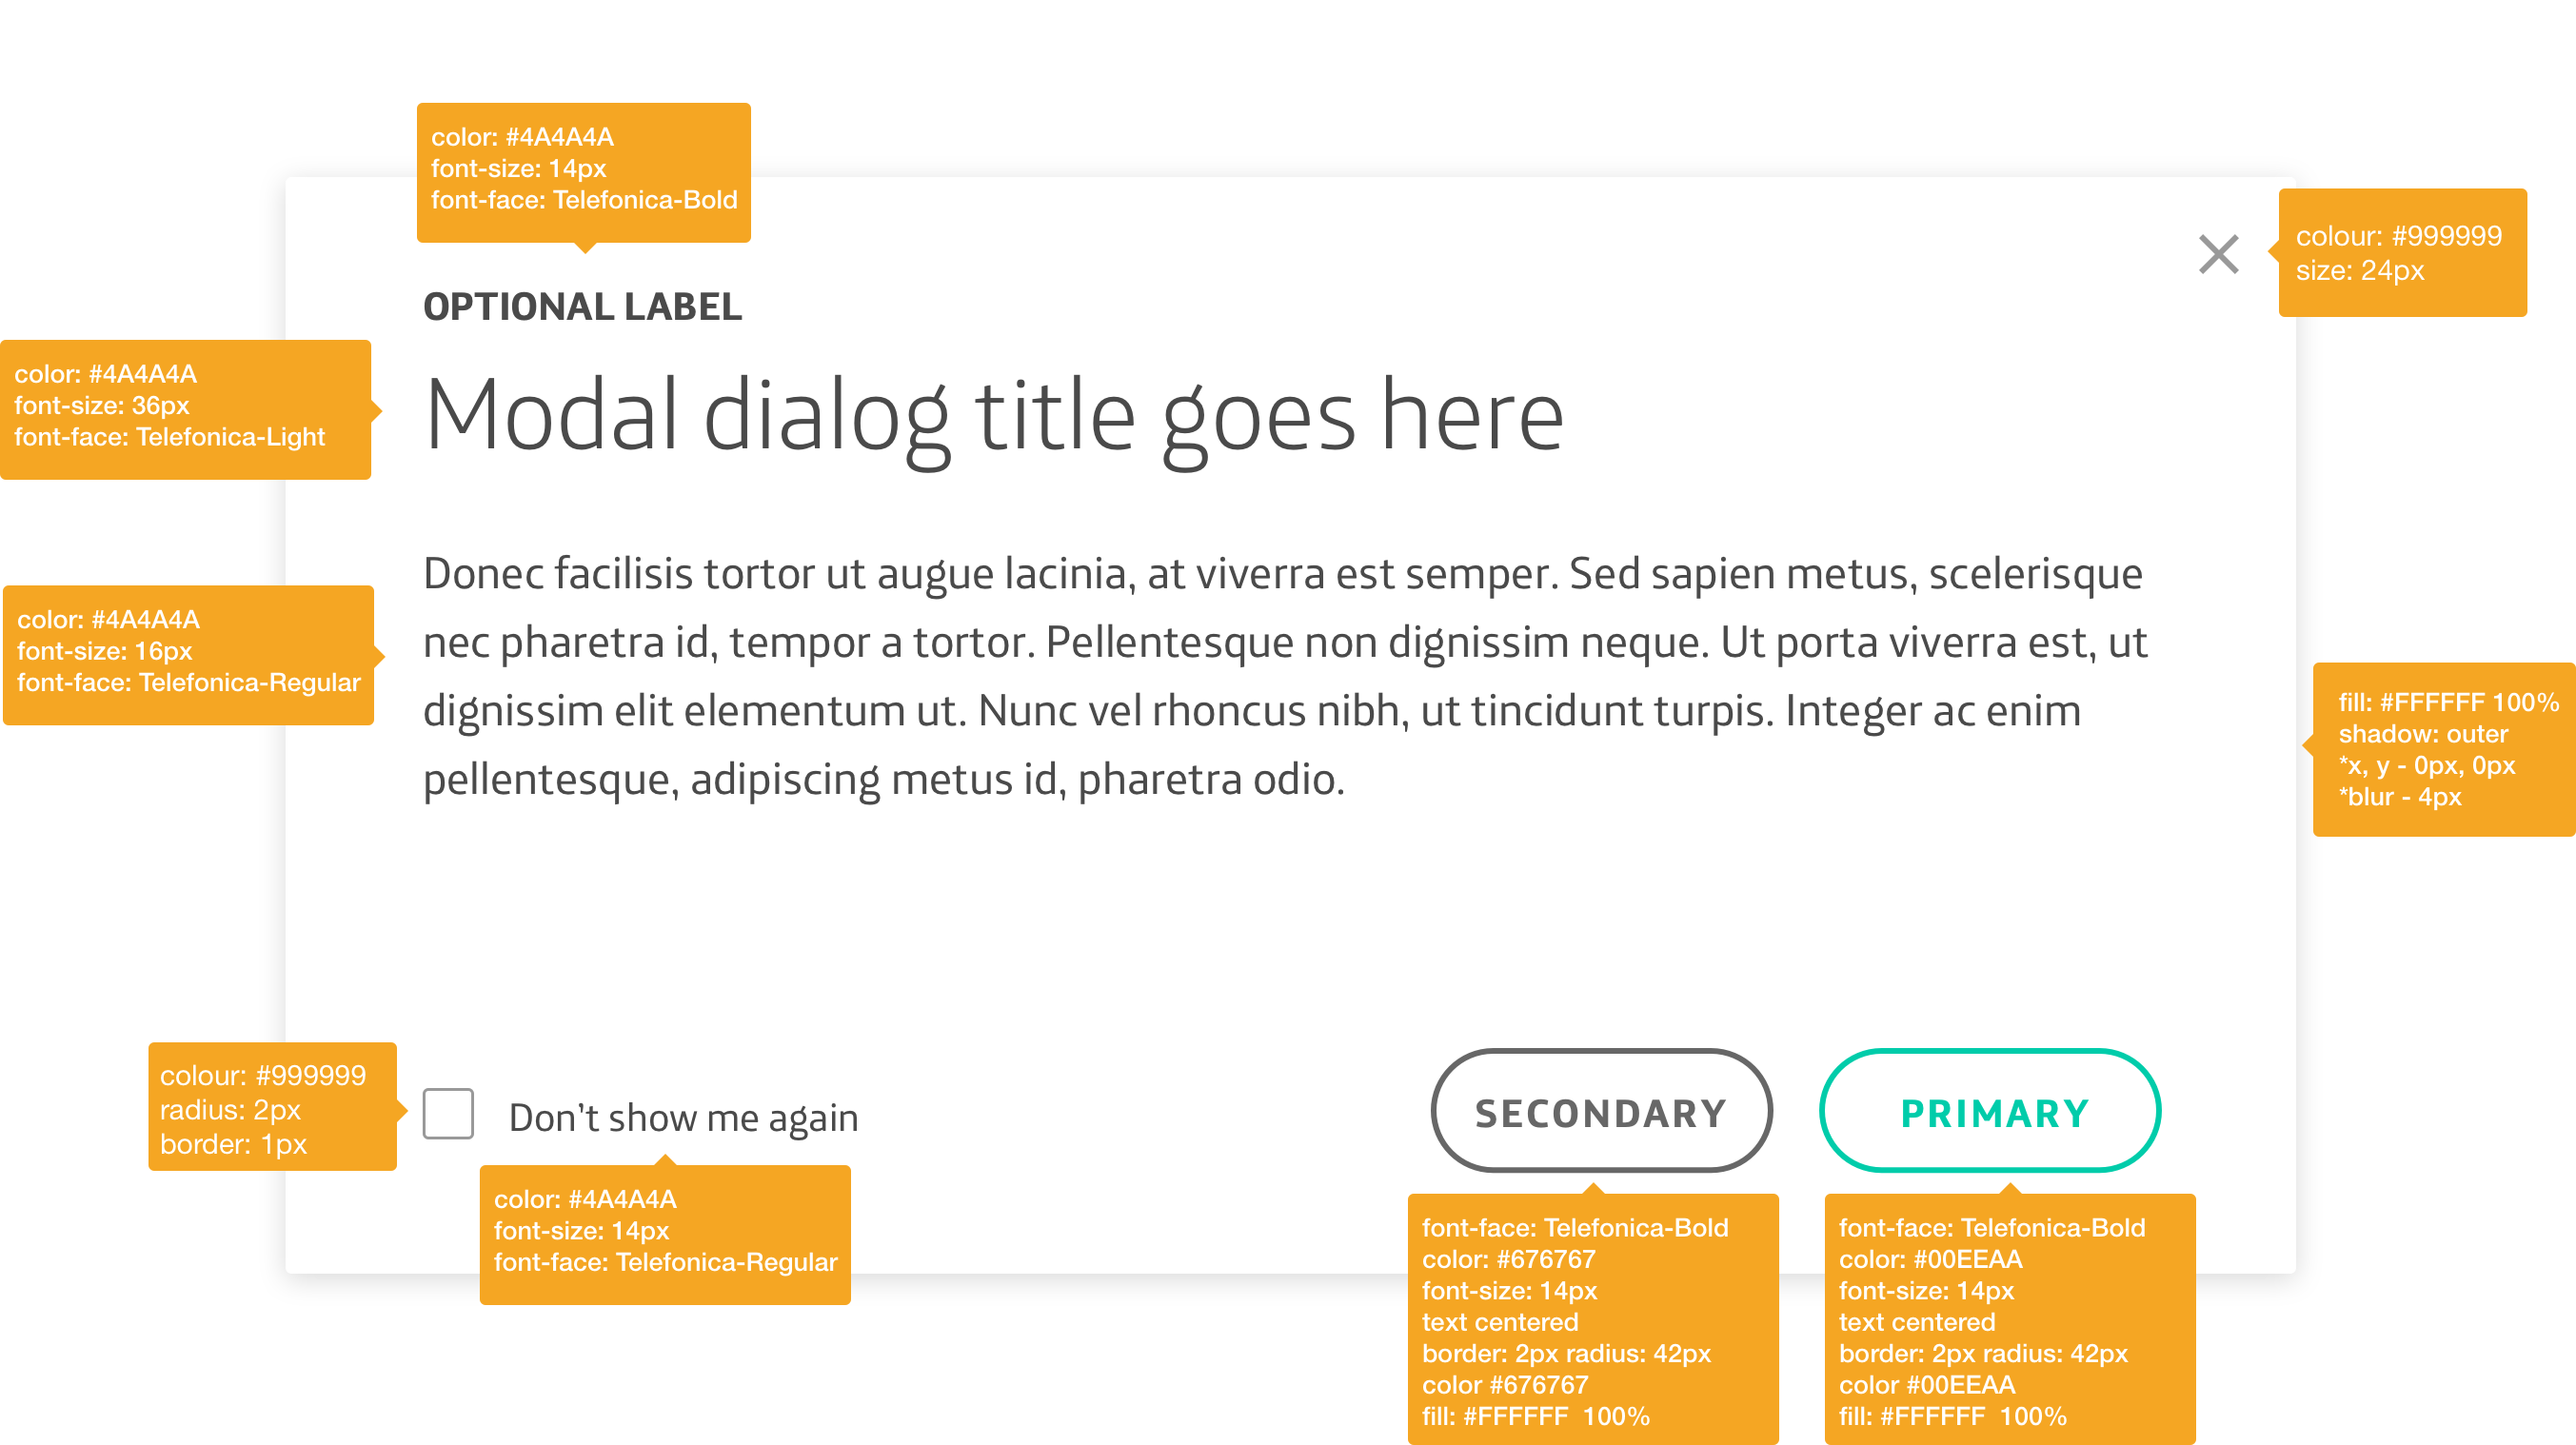 color: #4A4A4A
font-size: 14px
font-face: Telefonica-Bold
colour: #999999
size: 24px
OPTIONAL LABEL
color: #4A4A4A
font-size: 36px
font-face: Telefonica-Light
Modal dialog title goes here
color: #4A4A4A
font-size: 16px
font-face: Telefonica-Regular
Donec facilisis tortor ut augue lacinia, at viverra est semper. Sed sapien metus, scelerisque
nec pharetra id, tempor a tortor. Pellentesque non dignissim neque. Ut porta viverra est, ut
dignissim elit elementum ut. Nunc vel rhoncus nibh, ut tincidunt turpis. Integer ac enim
pellentesque, adipiscing metus id, pharetra odio.
fill: #FFFFFF 100%
shadow: outer
*x, y - 0px, 0px
*blur - 4px
colour: #999999
radius: 2px
border: 1px
Don't show me again
SECONDARY
PRIMARY
color: #4A4A4A
font-size: 14px
font-face: Telefonica-Regular
font-face: Telefonica-Bold
color: #676767
font-size: 14px
text centered
border: 2px radius: 42px
color #676767
fill: #FFFFFF  100%
font-face: Telefonica-Bold
color: #00EEAA
font-size: 14px
text centered
border: 2px radius: 42px
color #00EEAA
fill: #FFFFFF  100%